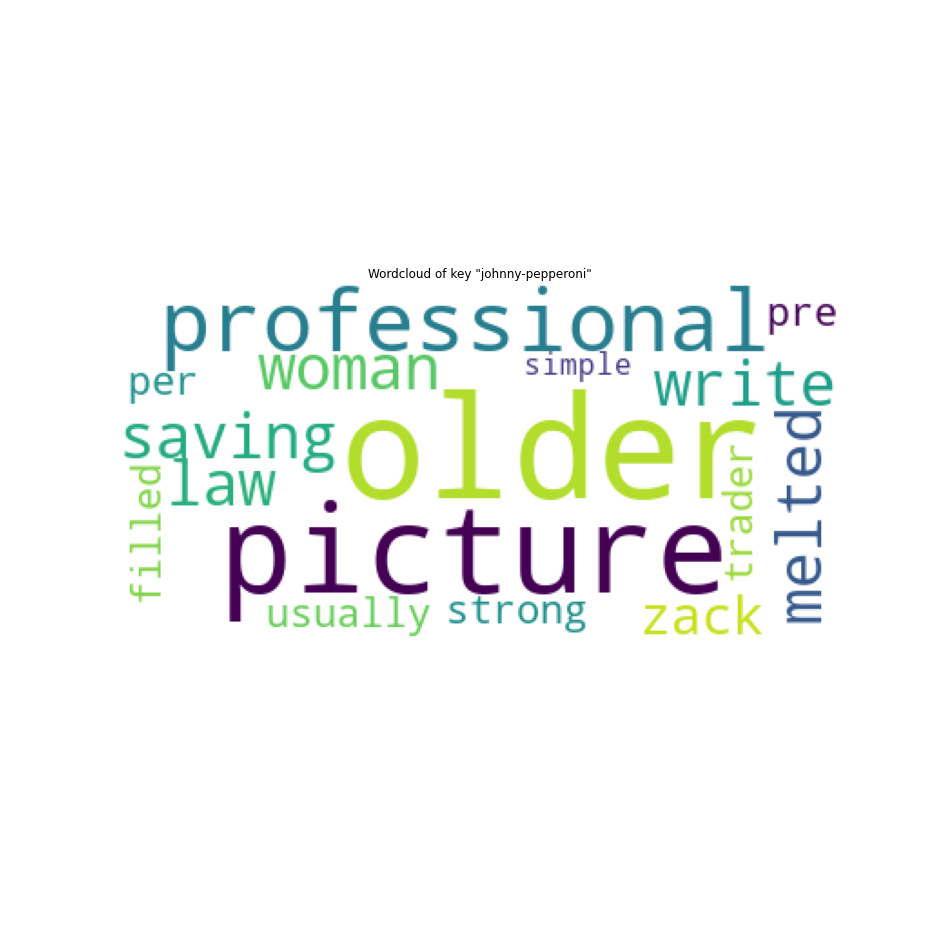 Wordcloud of key "johnny-pepperoni"
professional
pre
woman
simple
per
write
saving
older
melted
law
trader
filled
picture
usually
strong
zack